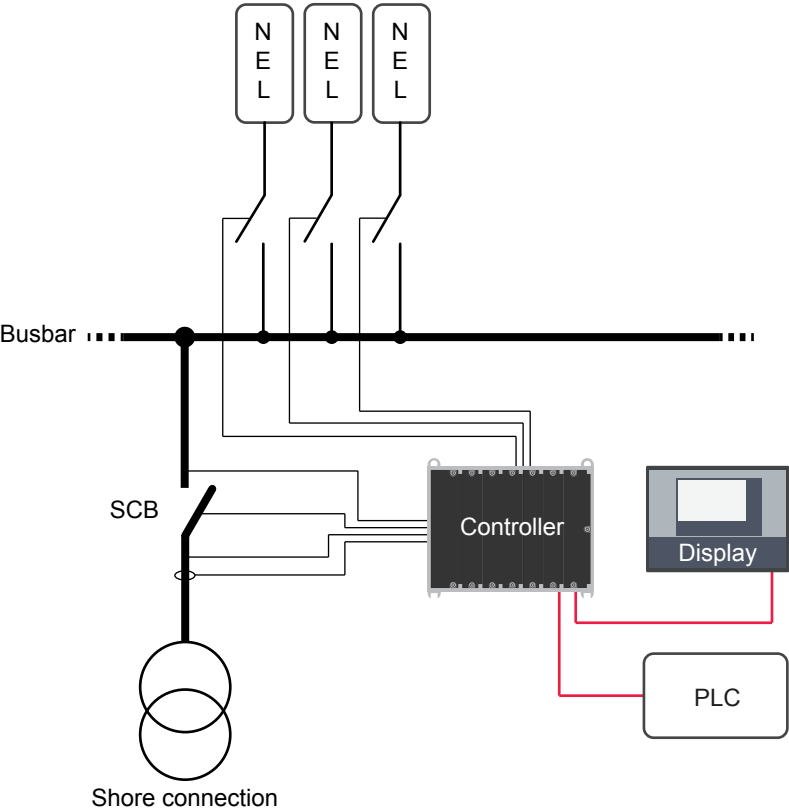 N
E
L
N
E
L
N
E
L
Busbar
SCB
Controller
Display
PLC
Shore connection